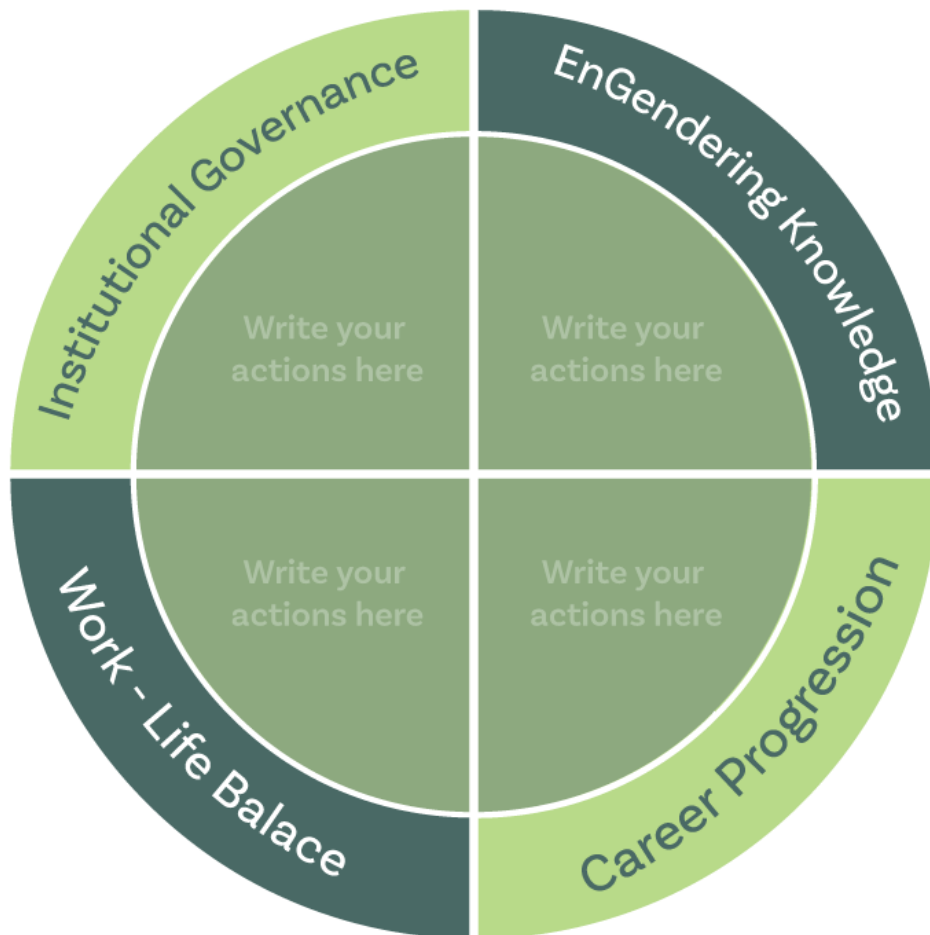 Institutional Governance
EnGendering Knowledge
Write your
actions here
Write your
actions here
Write your
actions here
Write your
actions here
Work - Life Balace
Career Progression